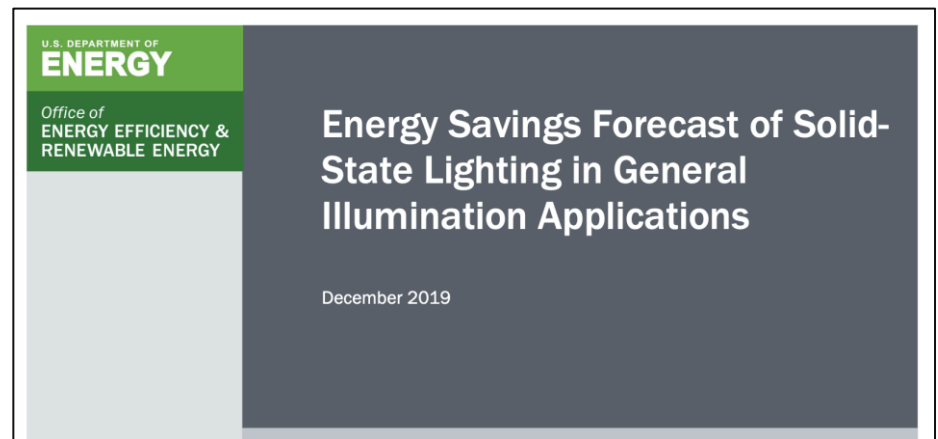 U.S. DEPARTMENT OF
ENERGY
Office of
ENERGY EFFICIENCY &
RENEWABLE ENERGY
Energy Savings Forecast of Solid-
State Lighting in General
Illumination Applications
December 2019